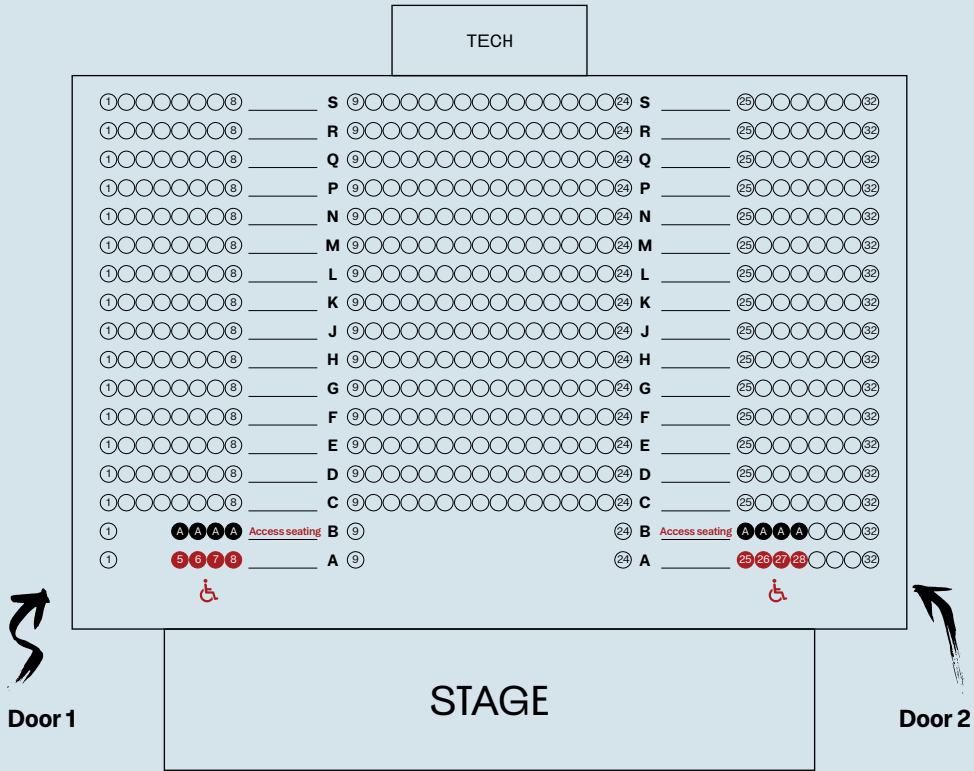 TECH
1 8 S 9 24 S 25 32
1 8 R 9 24 R 25 32
1 8 Q 9 24 Q 25 32
1 8 P 9 24 P 25 32
1 8 N 9 24 N 25 32
1 8 M 9 24 M 25 32
1 8 L 9 24 L 25 32
1 8 K 9 24 K 25 32
1 8 J 9 24 J 25 32
1 8 H 9 24 H 25 32
1 8 G 9 24 G 25 32
1 8 F 9 24 F 25 32
1 8 E 9 24 E 25 32
1 8 D 9 24 D 25 32
1 8 C 9 24 C 25 32
1 A A A A Access seating B 9 24 B Access seating A A A A 32
1 5 6 7 8 A 9 24 A 25 26 27 28 32
STAGE
Door 1 Door 2